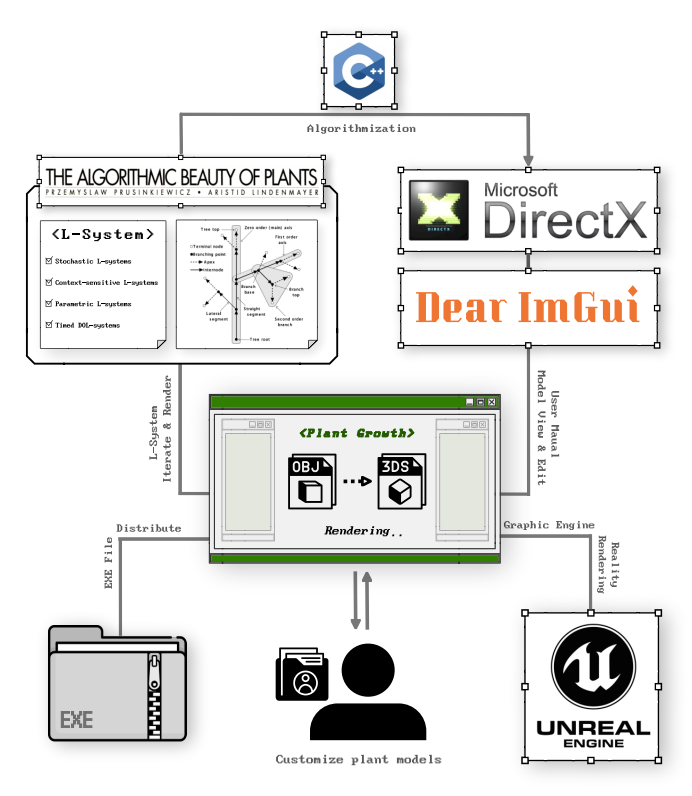 C++
Algorithmization
THE ALGORITHMIC BEAUTY OF PLANTS
PRZEMYSLAW PRUSINKIEWICZ • ARISTID LINDENMAYER
<L-System>
Stochastic L-systems
Context-sensitive L-systems
Parametric L-systems
Timed DOL-systems
Tree top
Zero order (main) axis
First order
axis
Terminal node
Branching point
Apex
Internode
Branch
base
Branch
top
Lateral
segment
Straight
segment
Second order
branch
Tree root
Microsoft
DirectX
DIRECTX
Dear ImGui
L-System
Iterate & Render
User Maual
Model View & Edit
<Plant Growth>
OBJ
3DS
Rendering..
Distribute
EXE File
Graphic Engine
Reality
Rendering
EXE
Customize plant models
UNREAL
ENGINE